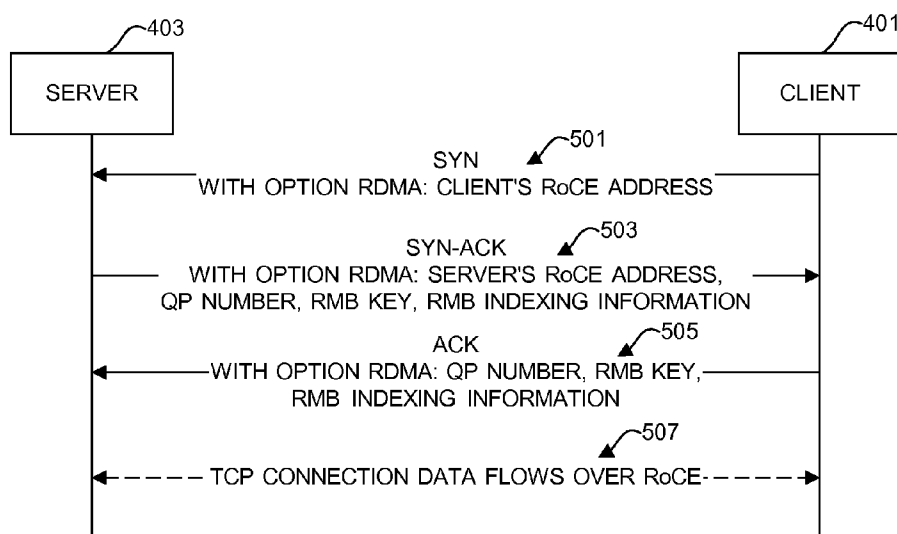 403
401
SERVER
CLIENT
501
SYN
WITH OPTION RDMA: CLIENT'S RoCE ADDRESS
503
SYN-ACK
WITH OPTION RDMA: SERVER'S RoCE ADDRESS,
QP NUMBER, RMB KEY, RMB INDEXING INFORMATION
505
ACK
WITH OPTION RDMA: QP NUMBER, RMB KEY,
RMB INDEXING INFORMATION
507
TCP CONNECTION DATA FLOWS OVER RoCE